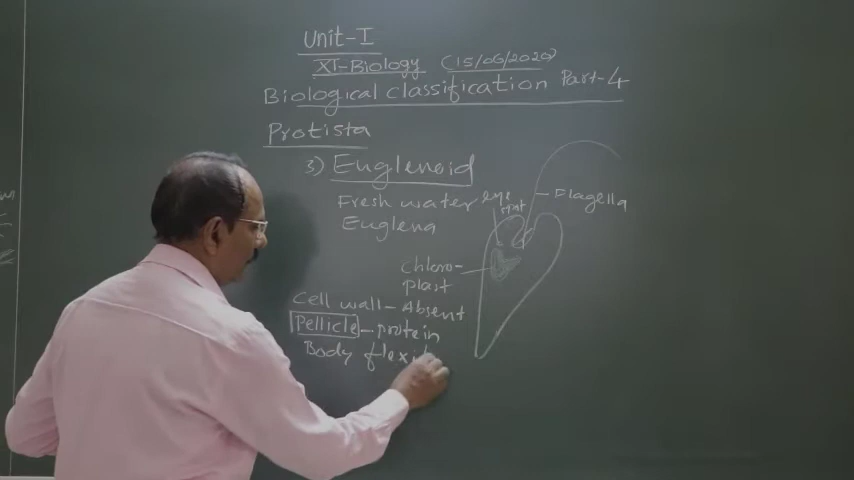 Unit-I
XI-Biology (15/06/2020)
Biological classification Part-4
Protista
3) Euglenoid
Fresh water
Euglena
eye
spot
Flagella
Chloro-
plast
Cell wall - Absent
Pellicle - protein
Body